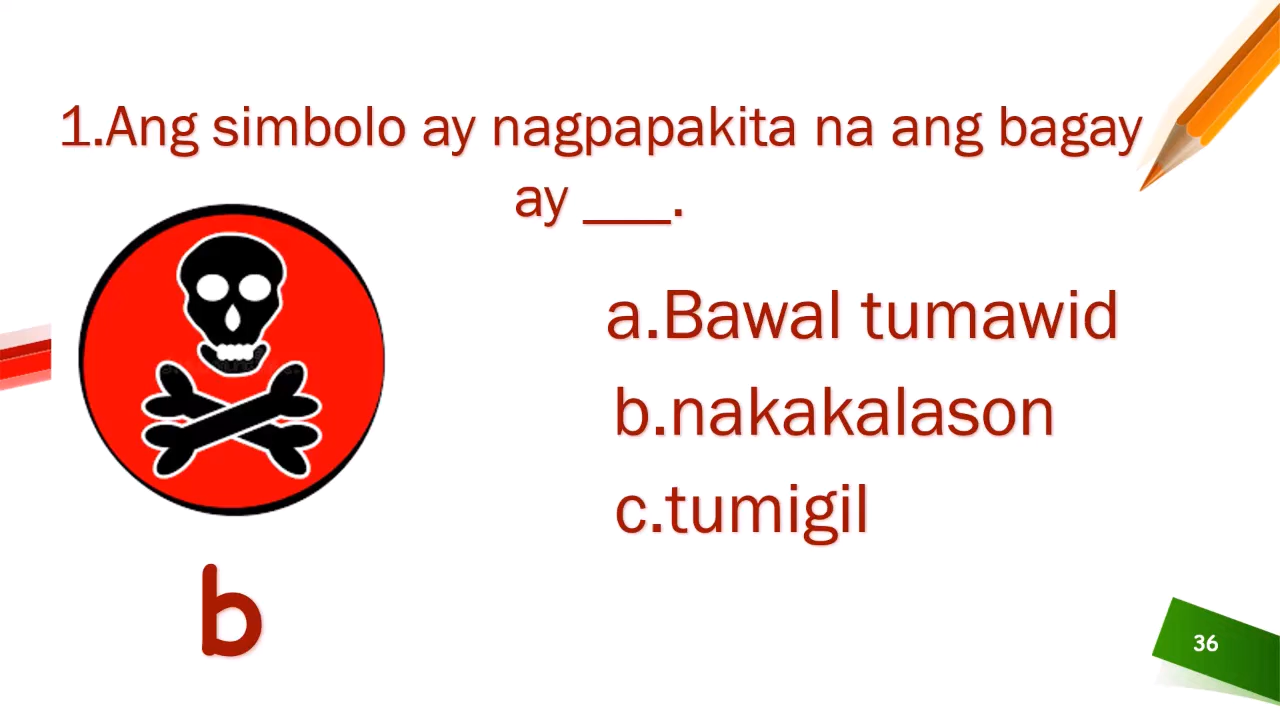 1.Ang simbolo ay nagpapakita na ang bagay
ay ___.
a.Bawal tumawid
b.nakakalason
c.tumigil
b
36